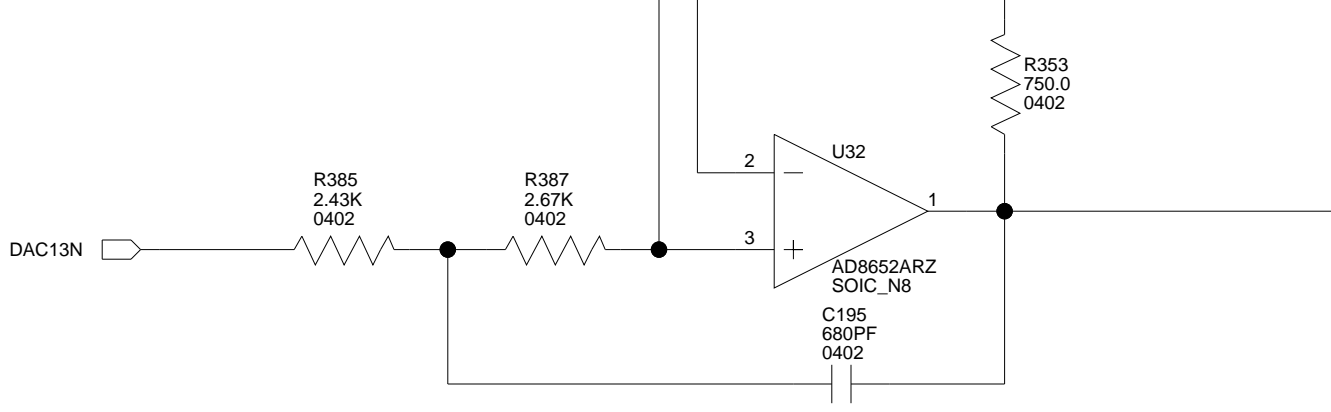 R353
750.0
0402
U32
2
R385
2.43K
0402
R387
2.67K
0402
1
3
DAC13N
AD8652ARZ
SOIC_N8
C195
680PF
0402